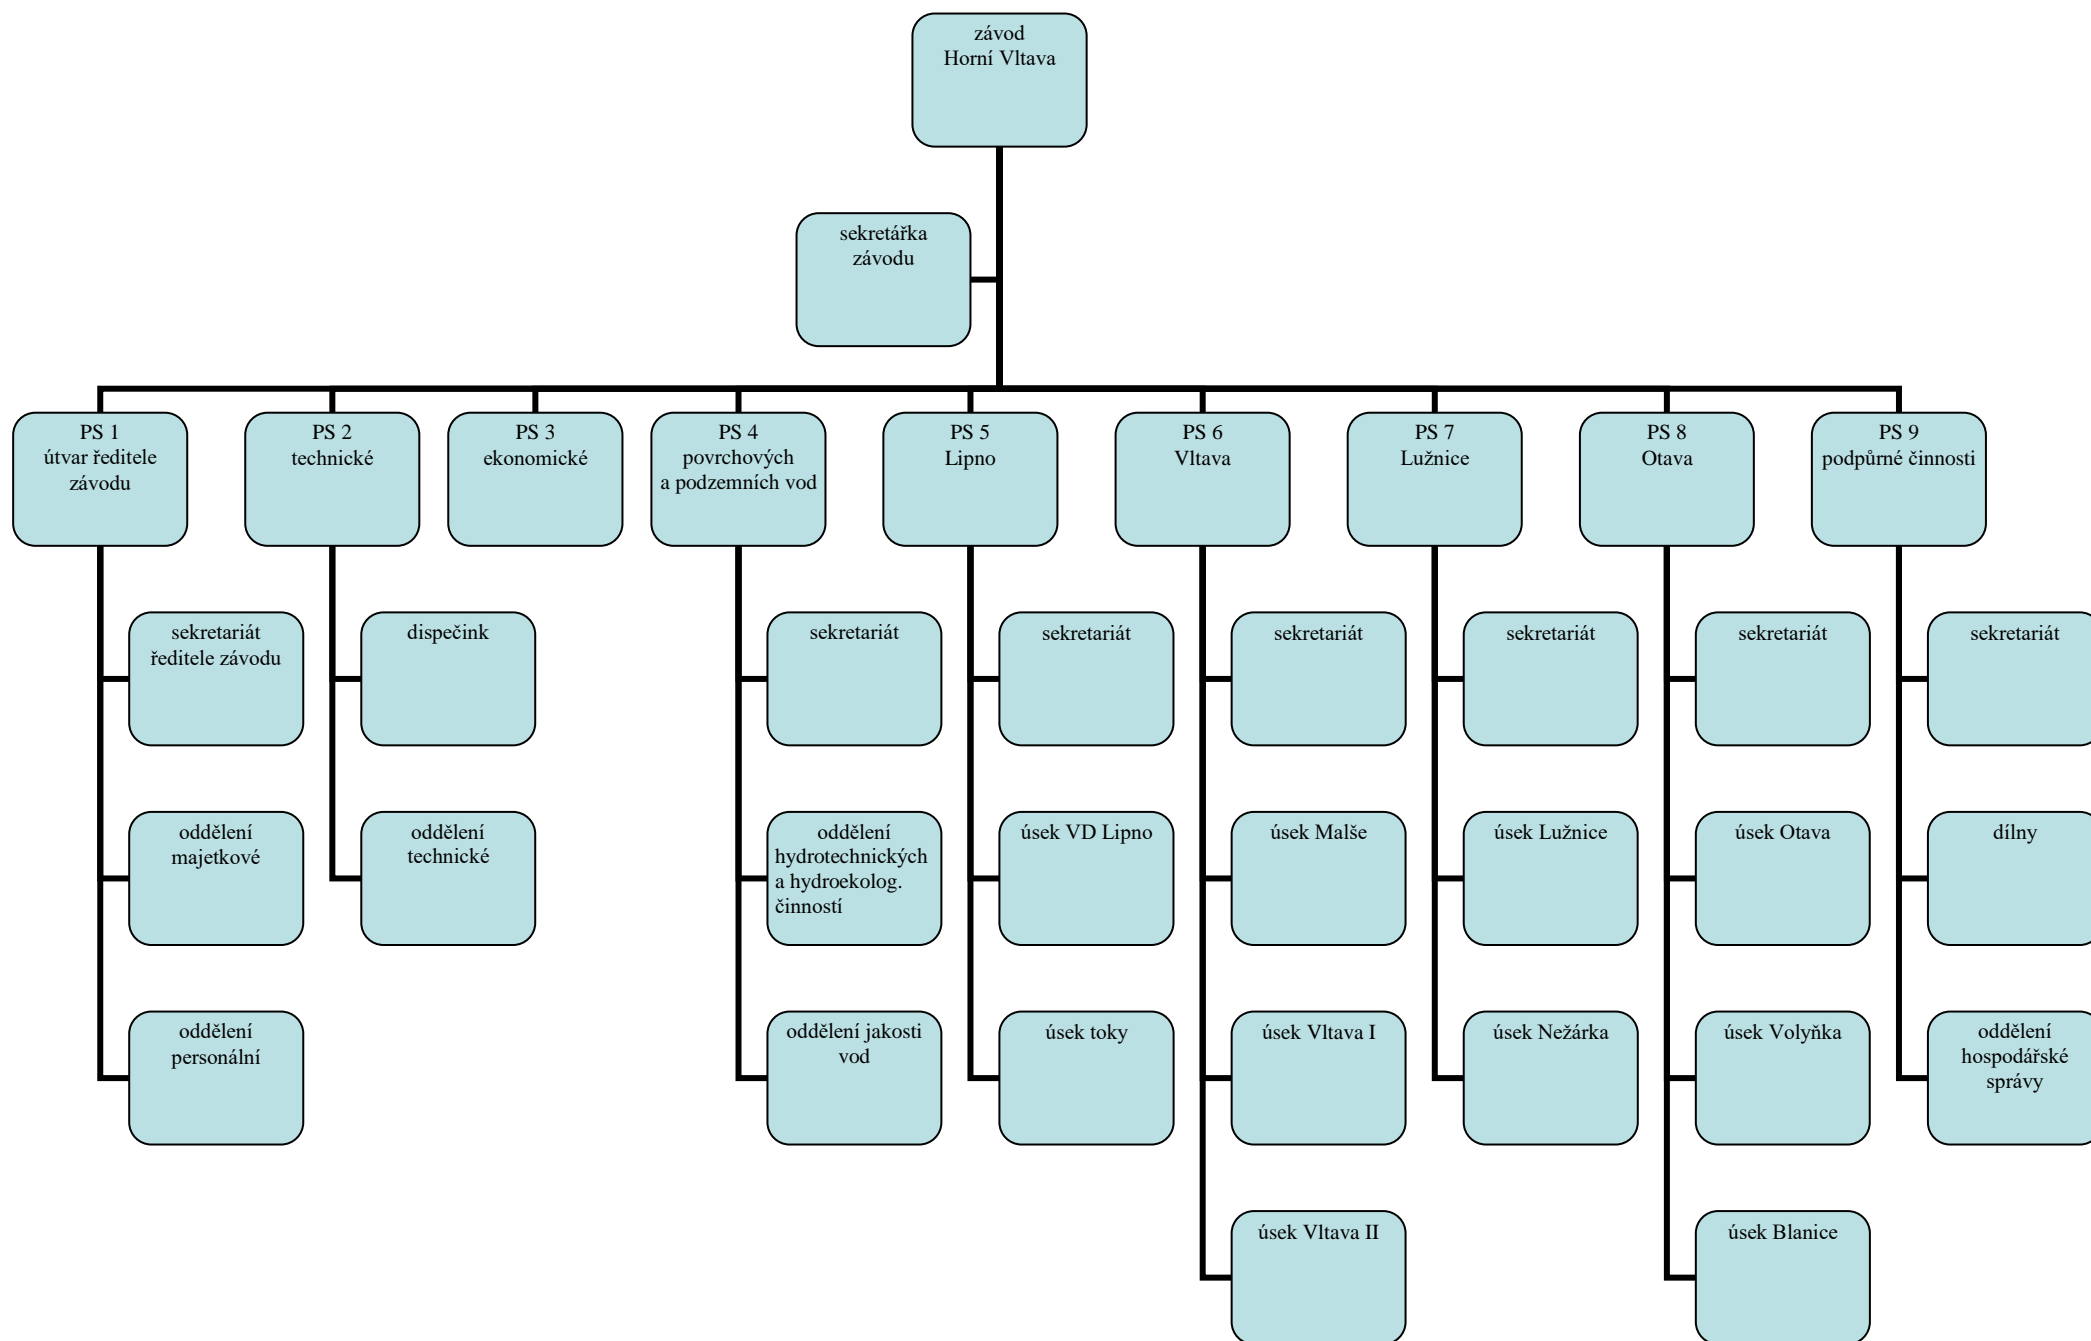 závod
Horní Vltava
sekretářka
závodu
PS 1
útvar ředitele
závodu
PS 2
technické
PS 3
ekonomické
PS 4
povrchových
a podzemních vod
PS 5
Lipno
PS 6
Vltava
PS 7
Lužnice
PS 8
Otava
PS 9
podpůrné činnosti
sekretariát
ředitele závodu
dispečink
sekretariát
sekretariát
sekretariát
sekretariát
sekretariát
sekretariát
oddělení
majetkové
oddělení
technické
oddělení
hydrotechnických
a hydroekolog.
činností
úsek VD Lipno
úsek Malše
úsek Lužnice
úsek Otava
dílny
oddělení
personální
oddělení jakosti
vod
úsek toky
úsek Vltava I
úsek Nežárka
úsek Volyňka
oddělení
hospodářské
správy
úsek Vltava II
úsek Blanice